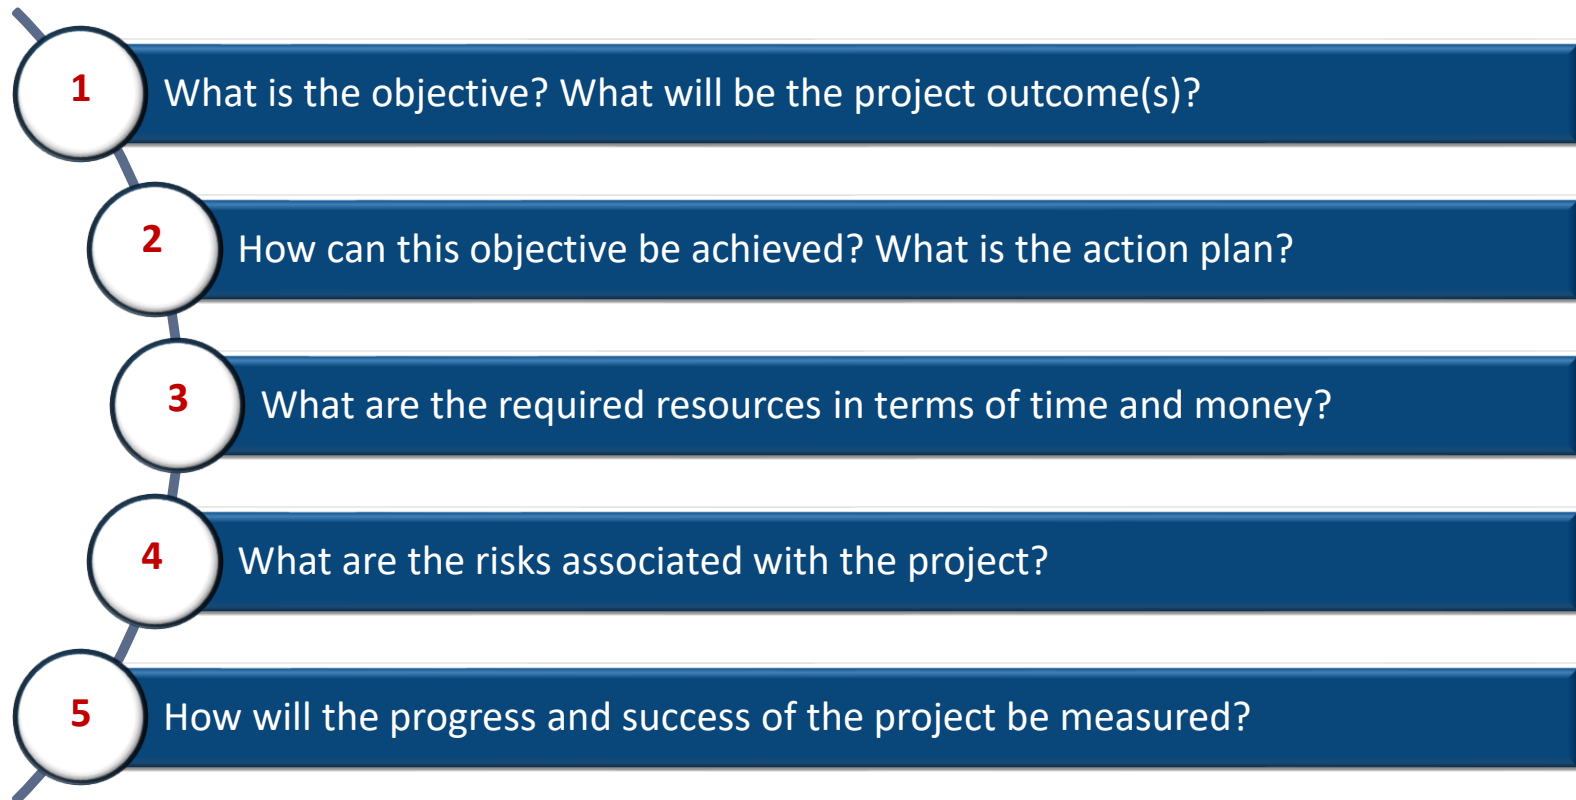 1 What is the objective? What will be the project outcome(s)?
2 How can this objective be achieved? What is the action plan?
3 What are the required resources in terms of time and money?
4 What are the risks associated with the project?
5 How will the progress and success of the project be measured?